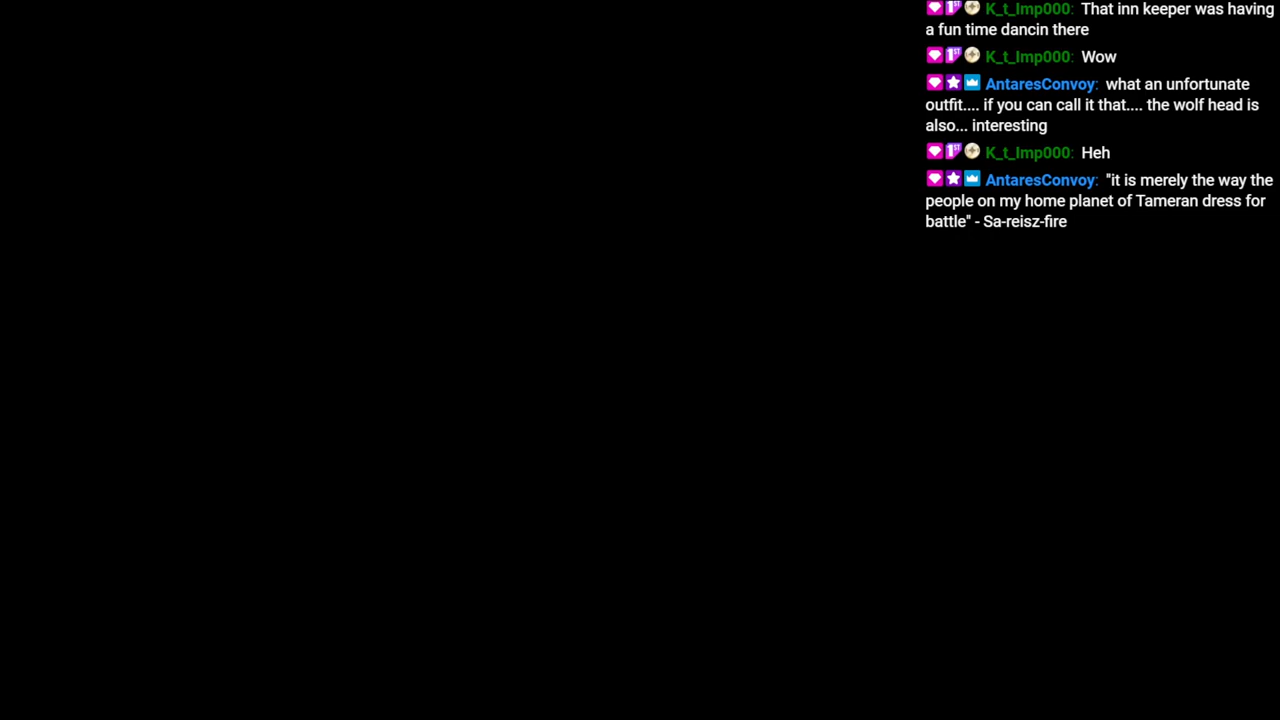 K_t_Imp000: That inn keeper was having
a fun time dancin there
K_t_Imp000: Wow
AntaresConvoy: what an unfortunate
outfit.... if you can call it that.... the wolf head is
also... interesting
K_t_Imp000: Heh
AntaresConvoy: "it is merely the way the
people on my home planet of Tameran dress for
battle" - Sa-reisz-fire